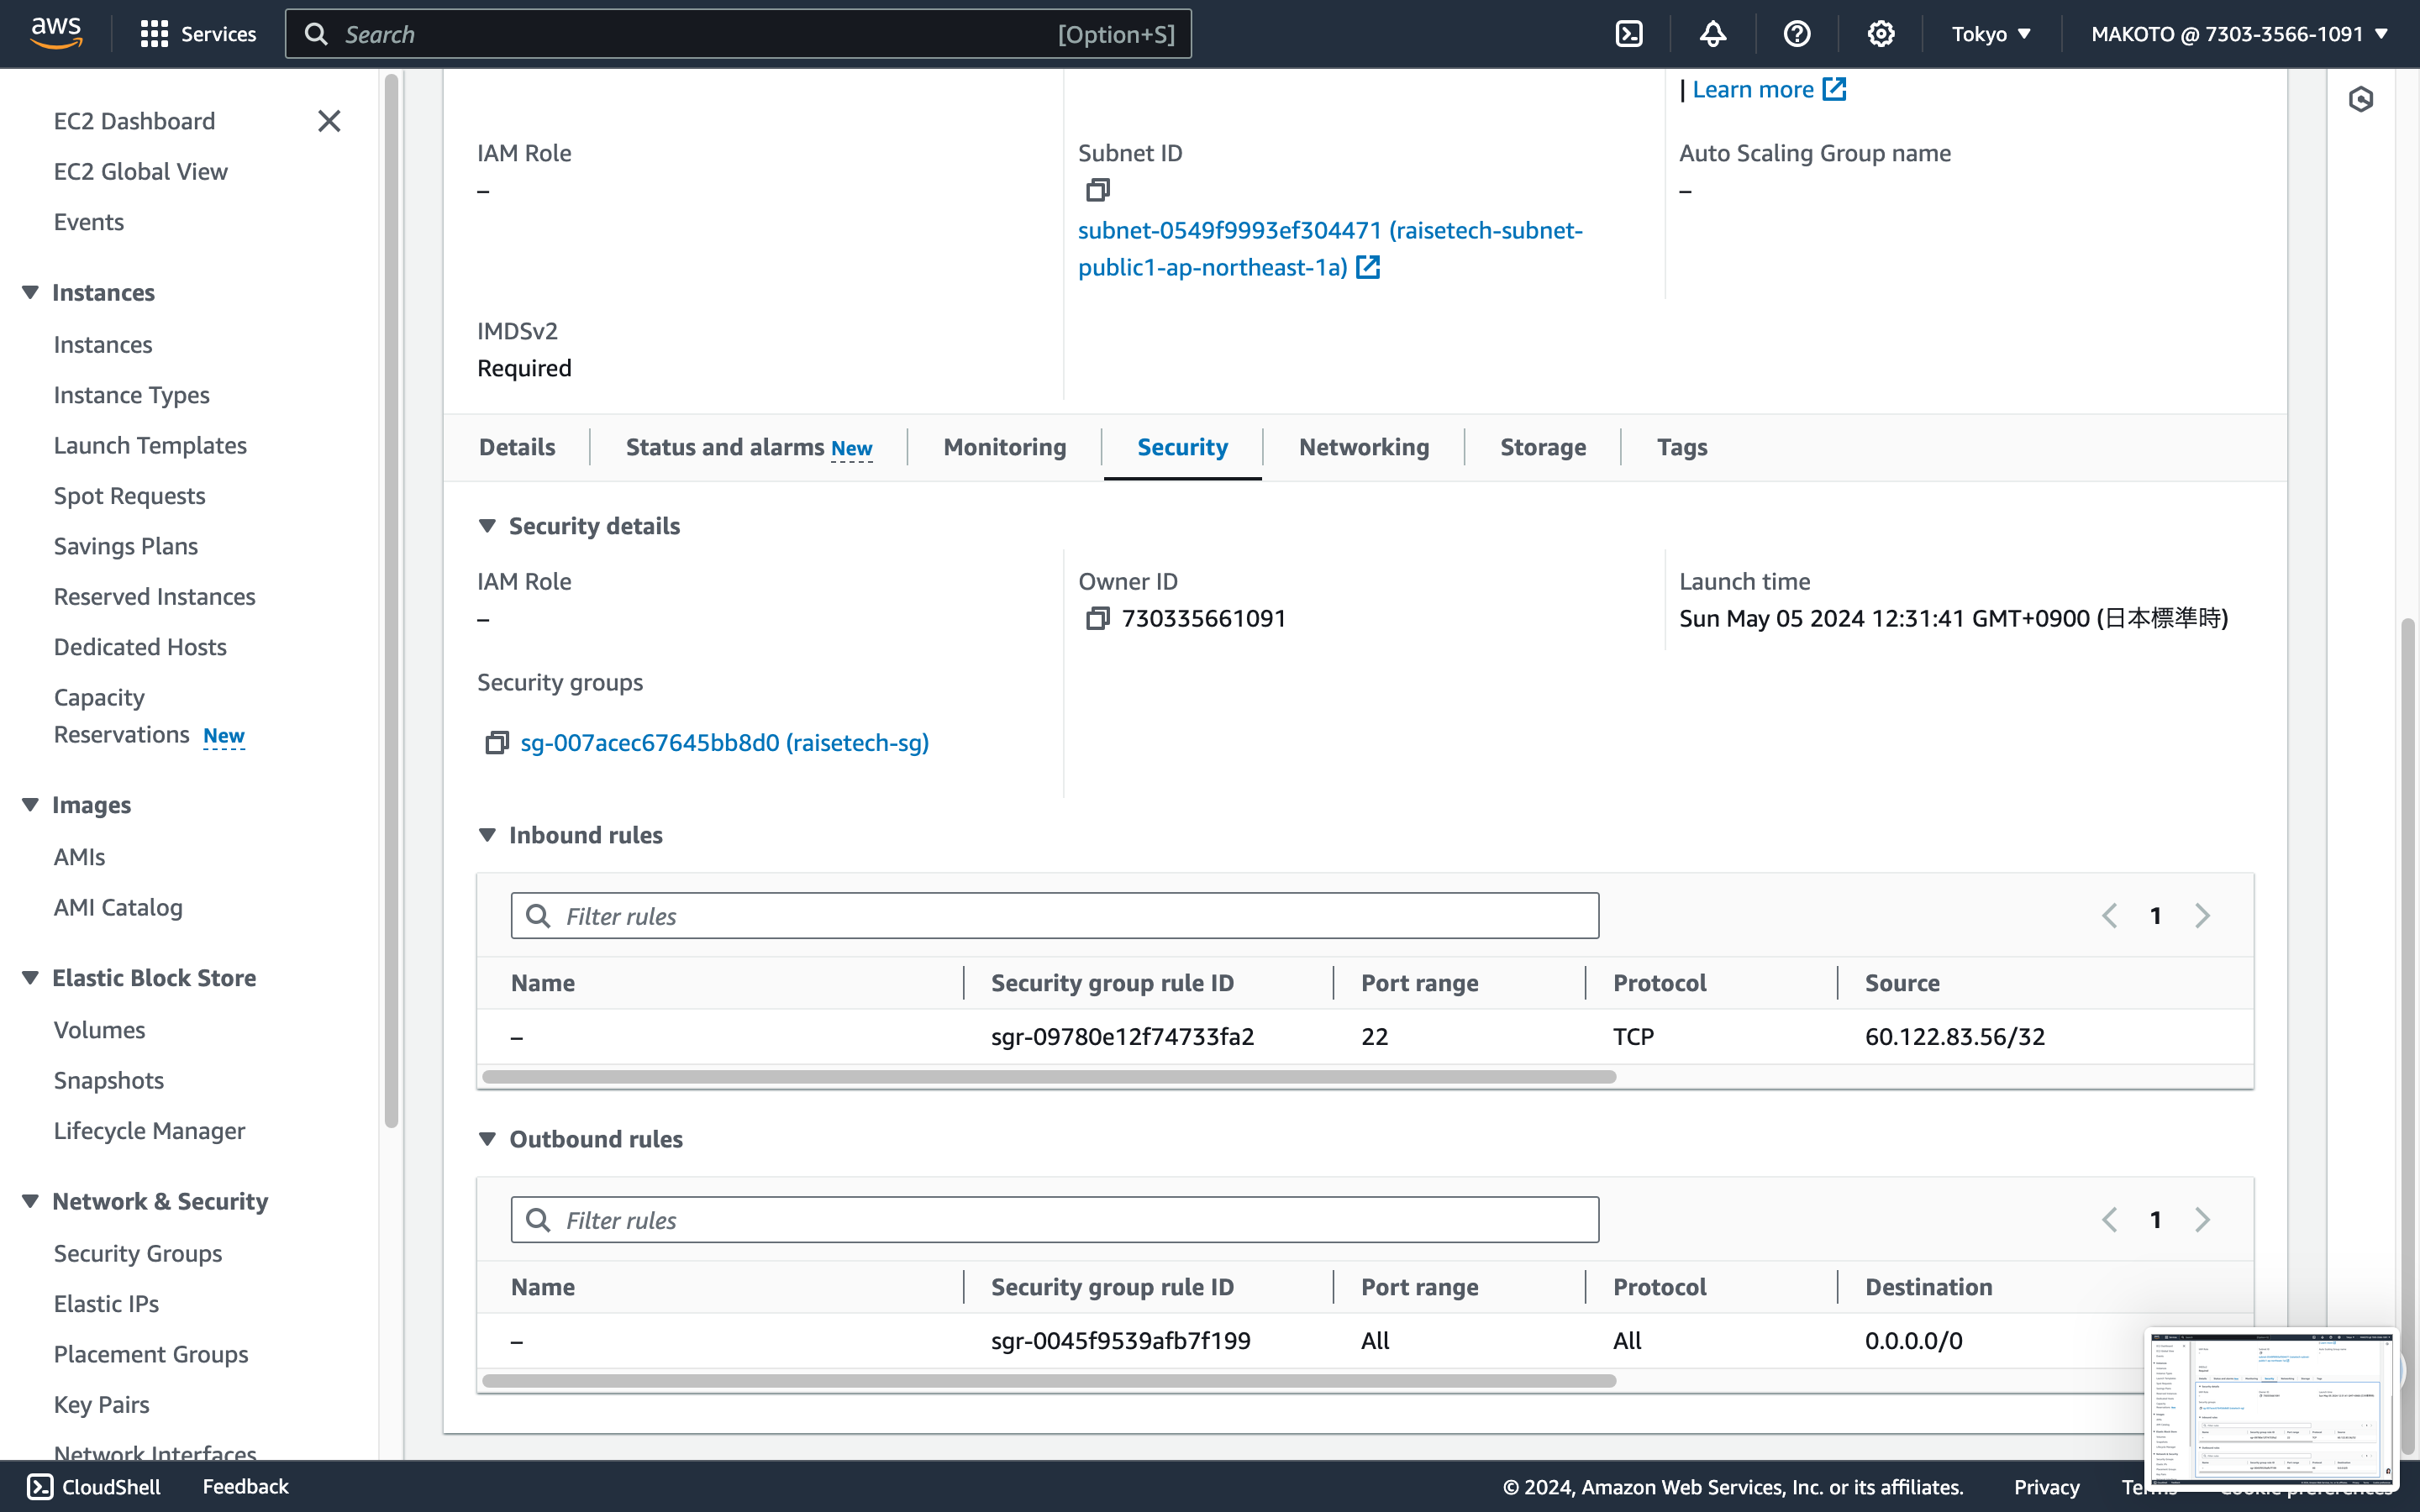 aws
Services
Search
[Option+S]
Tokyo ▼
MAKOTO @ 7303-3566-1091 ▼
EC2 Dashboard
EC2 Global View
Events
Instances
Instances
Instance Types
Launch Templates
Spot Requests
Savings Plans
Reserved Instances
Dedicated Hosts
Capacity
Reservations New
Images
AMIs
AMI Catalog
Elastic Block Store
Volumes
Snapshots
Lifecycle Manager
Network & Security
Security Groups
Elastic IPs
Placement Groups
Key Pairs
Network Interfaces
| Learn more
IAM Role
–
Subnet ID
subnet-0549f9993ef304471 (raisetech-subnet-
public1-ap-northeast-1a)
Auto Scaling Group name
–
IMDSv2
Required
Details
Status and alarms New
Monitoring
Security
Networking
Storage
Tags
Security details
IAM Role
–
Owner ID
730335661091
Launch time
Sun May 05 2024 12:31:41 GMT+0900 (日本標準時)
Security groups
sg-007acec67645bb8d0 (raisetech-sg)
Inbound rules
Filter rules
1
Name Security group rule ID Port range Protocol Source
– sgr-09780e12f74733fa2 22 TCP 60.122.83.56/32
Outbound rules
Filter rules
1
Name Security group rule ID Port range Protocol Destination
– sgr-0045f9539afb7f199 All All 0.0.0.0/0
CloudShell
Feedback
© 2024, Amazon Web Services, Inc. or its affiliates.
Privacy
Terms
Cookie preferences